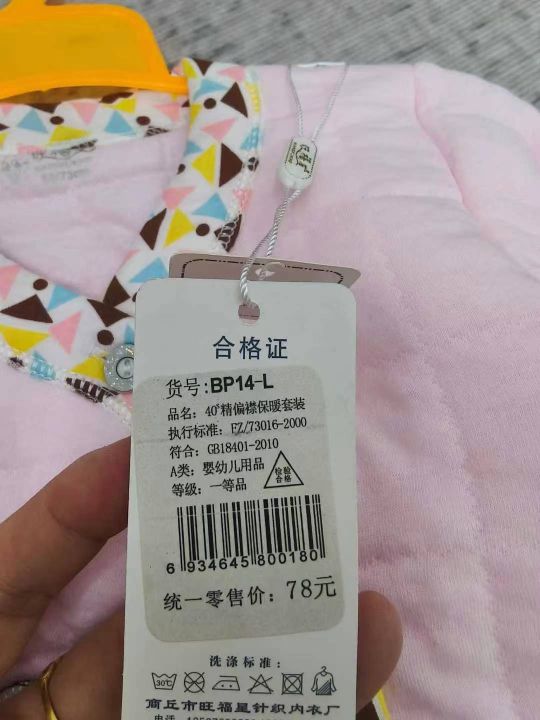 合格证
货号:BP14-L
品名: 40°精偏襟保暖套装
执行标准: FZ/73016-2000
符合: GB18401-2010
A类: 婴幼儿用品
检验
合格
等级: 一等品
6 934645 800180
统一零售价: 78元
洗涤标准:
30℃
商丘市旺福星针织内衣厂